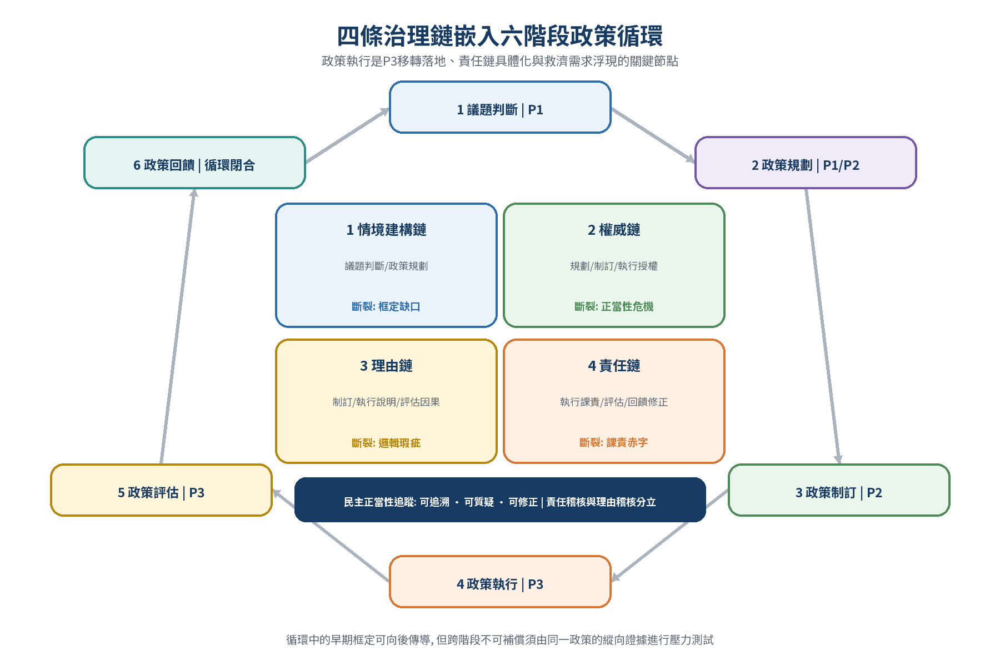 四條治理鏈嵌入六階段政策循環
政策執行是P3移轉落地、責任鏈具體化與救濟需求浮現的關鍵節點
1 議題判斷 | P1
6 政策回饋 | 循環閉合
2 政策規劃 | P1/P2
1 情境建構鏈
議題判斷/政策規劃
斷裂: 框定缺口
2 權威鏈
規劃/制訂/執行授權
斷裂: 正當性危機
3 理由鏈
制訂/執行說明/評估因果
斷裂: 邏輯瑕疵
4 責任鏈
執行課責/評估/回饋修正
斷裂: 課責赤字
5 政策評估 | P3
民主正當性追蹤: 可追溯 • 可質疑 • 可修正 | 責任稽核與理由稽核分立
3 政策制訂 | P2
4 政策執行 | P3
循環中的早期框定可向後傳導, 但跨階段不可補償須由同一政策的縱向證據進行壓力測試